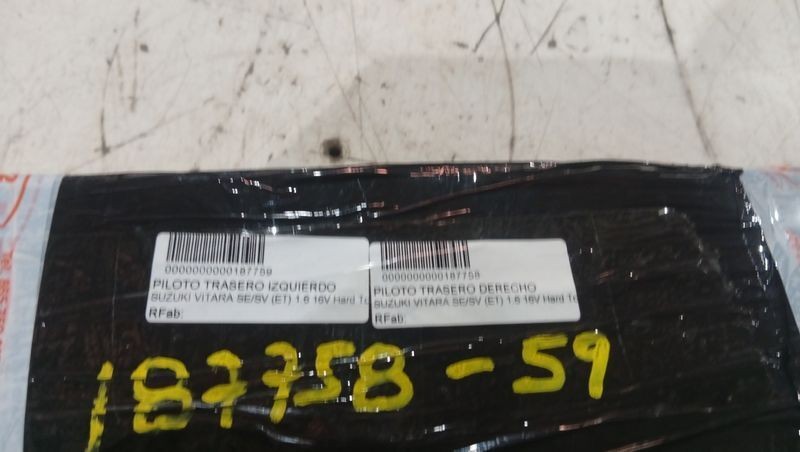 0000000000187759
PILOTO TRASERO IZQUIERDO
SUZUKI VITARA SE/SV (ET) 1.6 16V Hard
RFab:
0000000000187758
PILOTO TRASERO DERECHO
SUZUKI VITARA SE/SV (ET) 1.6 16V Hard
RFab:
187758-59